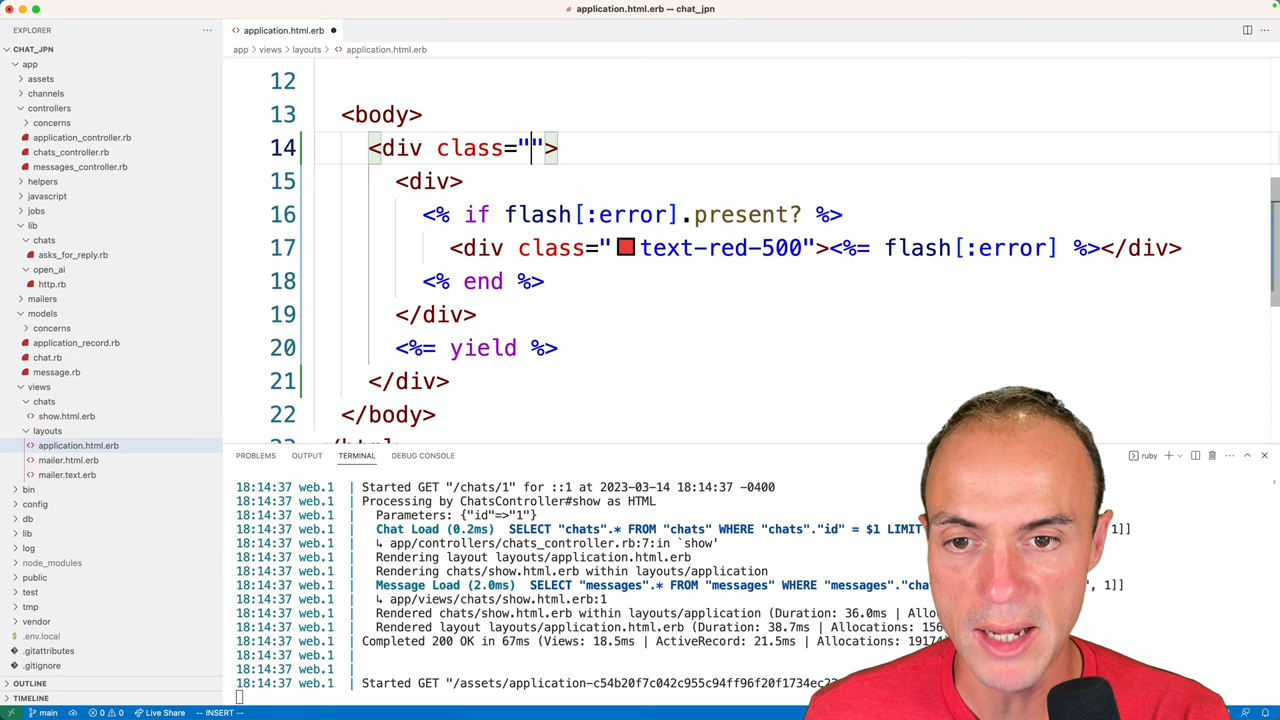 application.html.erb — chat_jpn
EXPLORER
application.html.erb
CHAT_JPN
app
assets
channels
controllers
concerns
application_controller.rb
chats_controller.rb
messages_controller.rb
helpers
javascript
jobs
lib
chats
asks_for_reply.rb
open_ai
http.rb
mailers
models
concerns
application_record.rb
chat.rb
message.rb
views
chats
show.html.erb
layouts
application.html.erb
mailer.html.erb
mailer.text.erb
bin
config
db
lib
log
node_modules
public
test
tmp
vendor
.env.local
.gitattributes
.gitignore
OUTLINE
TIMELINE
app > views > layouts > application.html.erb
12
13 <body>
14 <div class="">
15 <div>
16 <% if flash[:error].present? %>
17 <div class="text-red-500"><%= flash[:error] %></div>
18 <% end %>
19 </div>
20 <%= yield %>
21 </div>
22 </body>
PROBLEMS OUTPUT TERMINAL DEBUG CONSOLE ruby
18:14:37 web.1 | Started GET "/chats/1" for ::1 at 2023-03-14 18:14:37 -0400
18:14:37 web.1 | Processing by ChatsController#show as HTML
18:14:37 web.1 | Parameters: {"id"=>"1"}
18:14:37 web.1 | Chat Load (0.2ms) SELECT "chats".* FROM "chats" WHERE "chats"."id" = $1 LIMIT 1]]
18:14:37 web.1 | ↳ app/controllers/chats_controller.rb:7:in `show'
18:14:37 web.1 | Rendering layout layouts/application.html.erb
18:14:37 web.1 | Rendering chats/show.html.erb within layouts/application
18:14:37 web.1 | Message Load (2.0ms) SELECT "messages".* FROM "messages" WHERE "messages"."cha ", 1]]
18:14:37 web.1 | ↳ app/views/chats/show.html.erb:1
18:14:37 web.1 | Rendered chats/show.html.erb within layouts/application (Duration: 36.0ms | Allo
18:14:37 web.1 | Rendered layout layouts/application.html.erb (Duration: 38.7ms | Allocations: 156
18:14:37 web.1 | Completed 200 OK in 67ms (Views: 18.5ms | ActiveRecord: 21.5ms | Allocations: 19174
18:14:37 web.1 |
18:14:37 web.1 |
18:14:37 web.1 | Started GET "/assets/application-c54b20f7c042c955c94ff96f20f1734ec
main 0 0 Live Share -- INSERT --